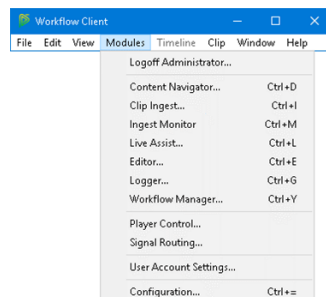 Workflow Client
File Edit View Modules Timeline Clip Window Help
Logoff Administrator...
Content Navigator... Ctrl+D
Clip Ingest... Ctrl+I
Ingest Monitor Ctrl+M
Live Assist... Ctrl+L
Editor... Ctrl+E
Logger... Ctrl+G
Workflow Manager... Ctrl+Y
Player Control...
Signal Routing...
User Account Settings...
Configuration... Ctrl+=